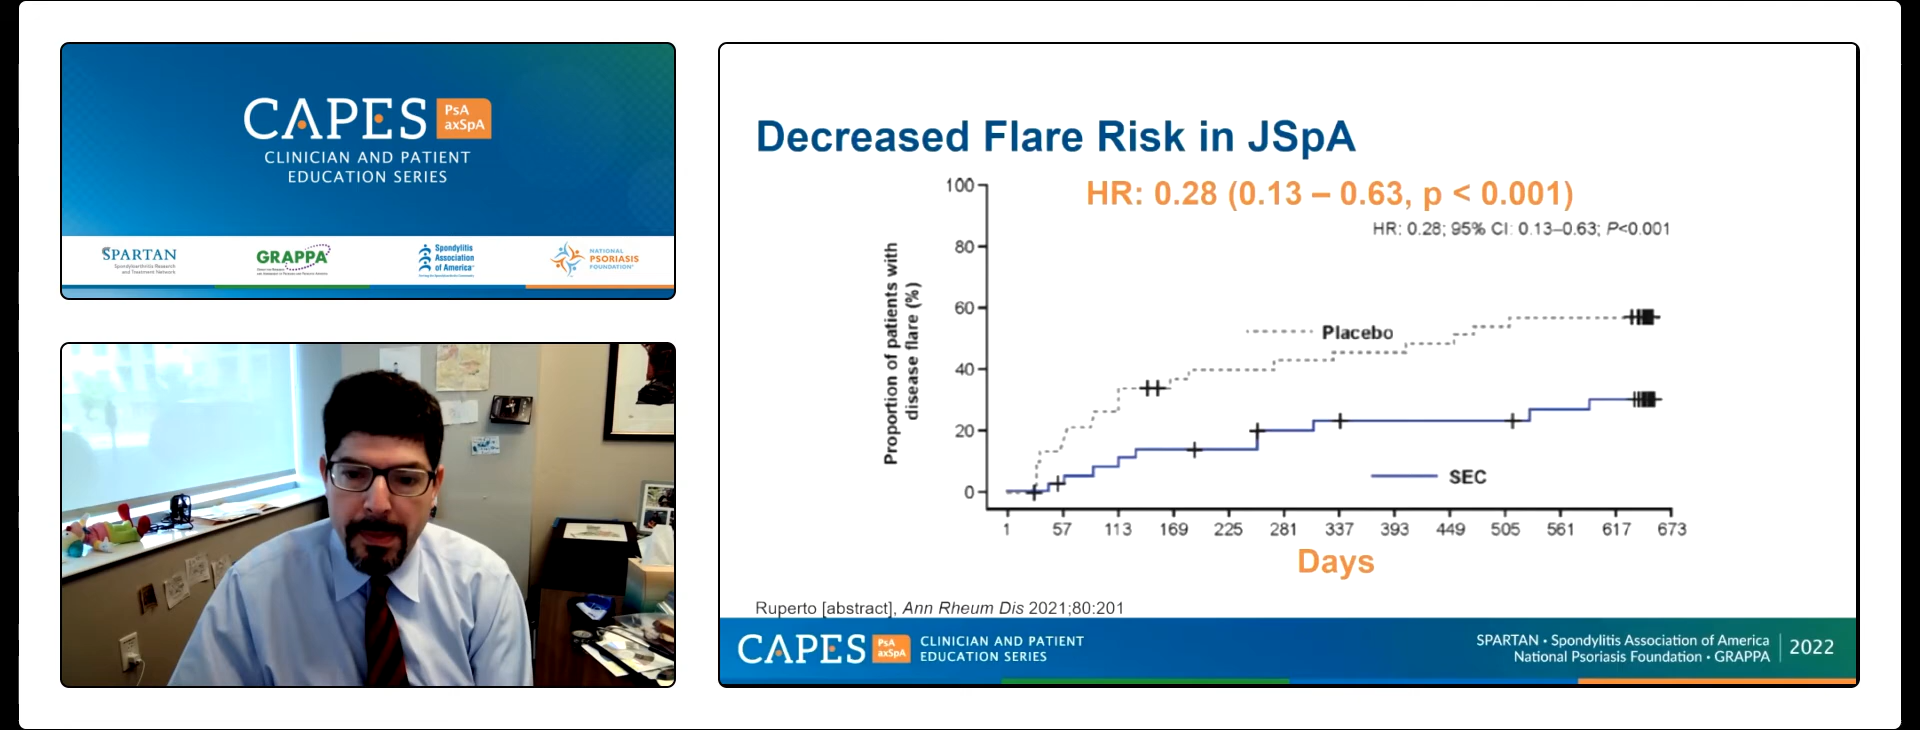 CAPES PsA
axSpA
CLINICIAN AND PATIENT
EDUCATION SERIES
SPARTAN
Spondyloarthritis Research
and Treatment Network
GRAPPA
Spondylitis
Association
of America
NATIONAL
PSORIASIS
FOUNDATION
Decreased Flare Risk in JSpA
HR: 0.28 (0.13 – 0.63, p < 0.001)
HR: 0.28; 95% CI: 0.13–0.63; P<0.001
Proportion of patients with
disease flare (%)
100
80
60
40
20
0
Placebo
SEC
1 57 113 169 225 281 337 393 449 505 561 617 673
Days
Ruperto [abstract], Ann Rheum Dis 2021;80:201
CAPES PsA
axSpA
CLINICIAN AND PATIENT
EDUCATION SERIES
SPARTAN • Spondylitis Association of America
National Psoriasis Foundation • GRAPPA
2022